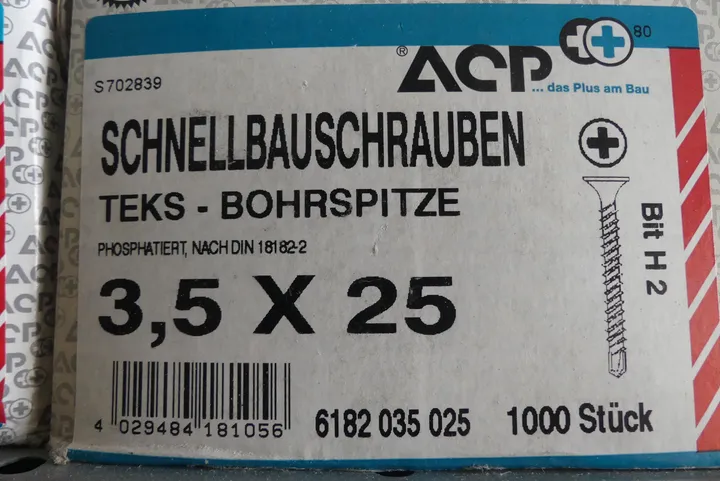 ® ACP 80
... das Plus am Bau
S702839
SCHNELLBAUSCHRAUBEN
TEKS - BOHRSPITZE
PHOSPHATIERT, NACH DIN 18182-2
3,5 X 25
Bit H 2
4 029484 181056
6182 035 025
1000 Stück